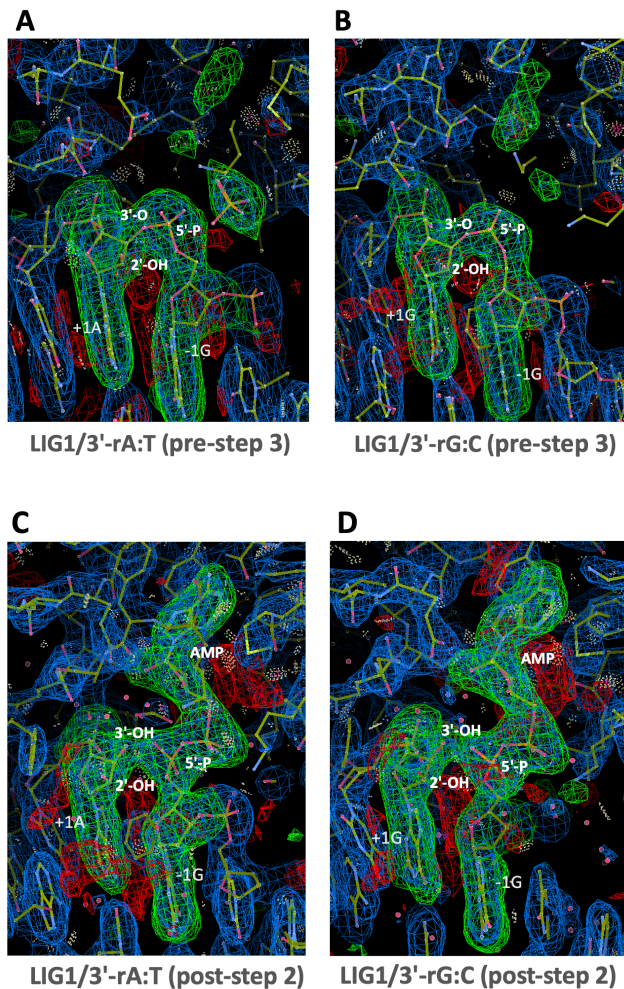 A
B
3'-O
5'-P
2'-OH
+1A
-1G
3'-O
5'-P
2'-OH
+1G
-1G
LIG1/3'-rA:T (pre-step 3)
LIG1/3'-rG:C (pre-step 3)
C
D
AMP
3'-OH
5'-P
2'-OH
+1A
-1G
AMP
3'-OH
5'-P
2'-OH
+1G
-1G
LIG1/3'-rA:T (post-step 2)
LIG1/3'-rG:C (post-step 2)